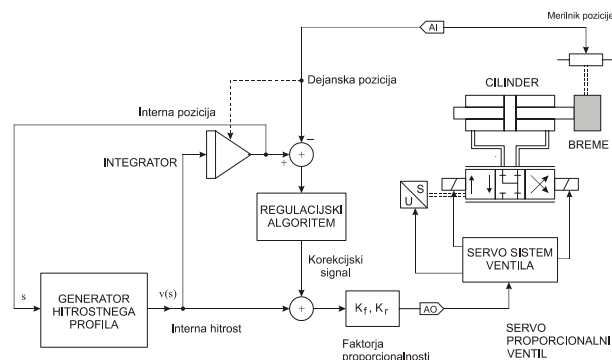 Merilnik pozicije
AI
Dejanska pozicija
CILINDER
Interna pozicija
−
+
+
INTEGRATOR
BREME
REGULACIJSKI
ALGORITEM
S
U
Korekcijski
signal
SERVO SISTEM
VENTILA
s
GENERATOR
HITROSTNEGA
PROFILA
v(s)
+
Kf, Kr
AO
Interna hitrost
Faktorja
proporcionalnosti
SERVO
PROPORCIONALNI
VENTIL